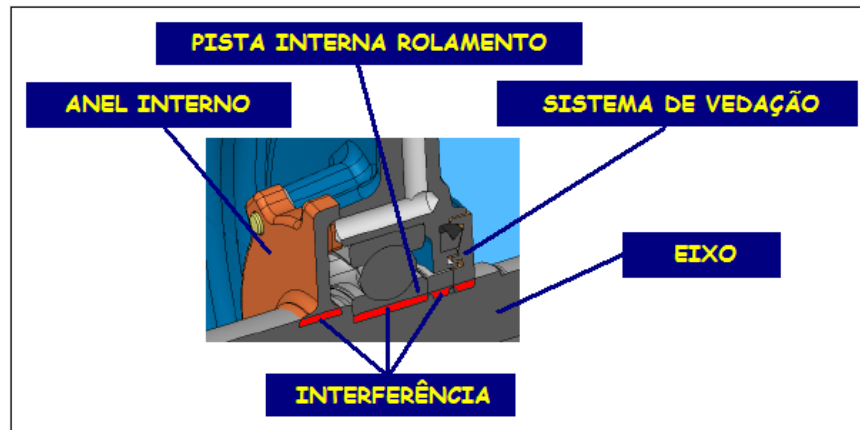 PISTA INTERNA ROLAMENTO
ANEL INTERNO
SISTEMA DE VEDAÇÃO
EIXO
INTERFERÊNCIA